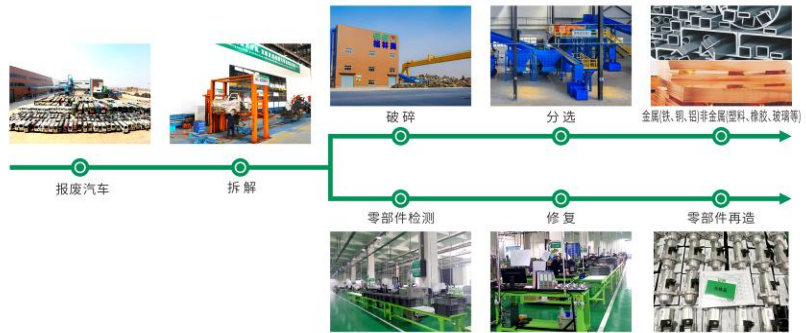 破碎
分选
金属(铁、铜、铝)非金属(塑料、橡胶、玻璃等)
报废汽车
拆解
零部件检测
修复
零部件再造